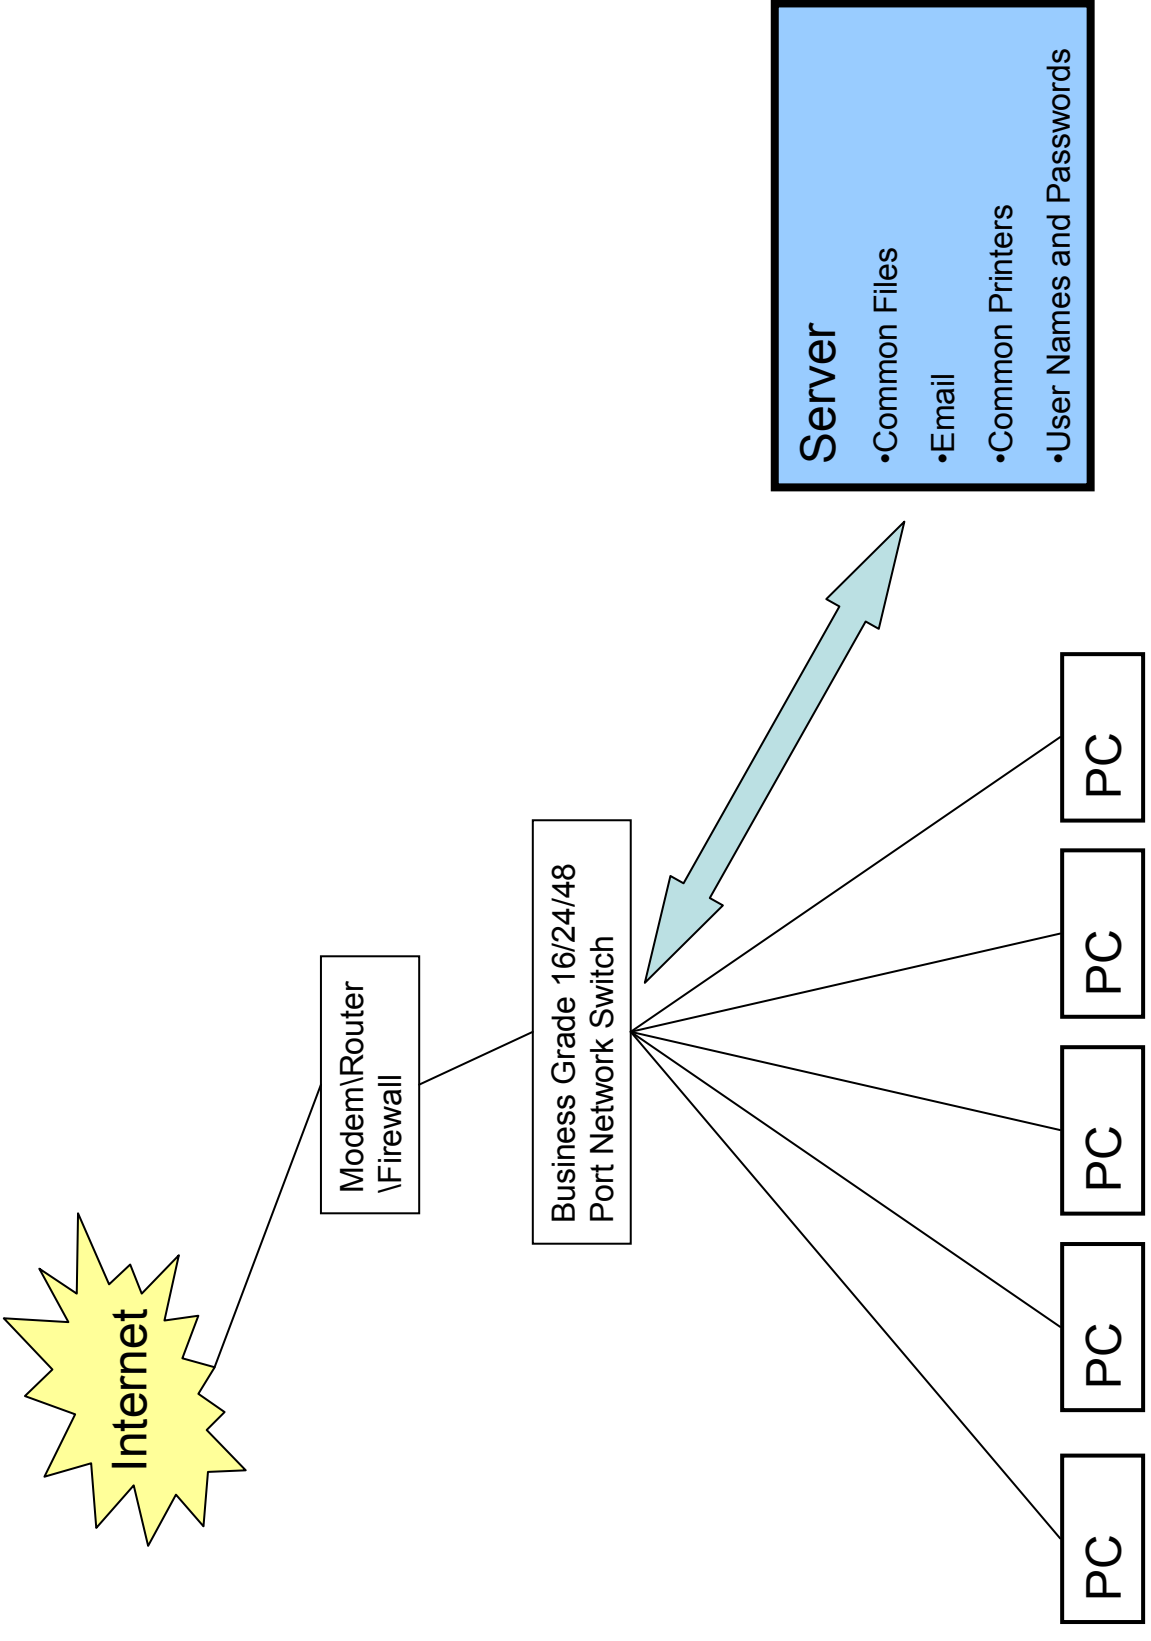 Internet
Modem\Router
\Firewall
Business Grade 16/24/48
Port Network Switch
Server
•Common Files
•Email
•Common Printers
•User Names and Passwords
PC
PC
PC
PC
PC